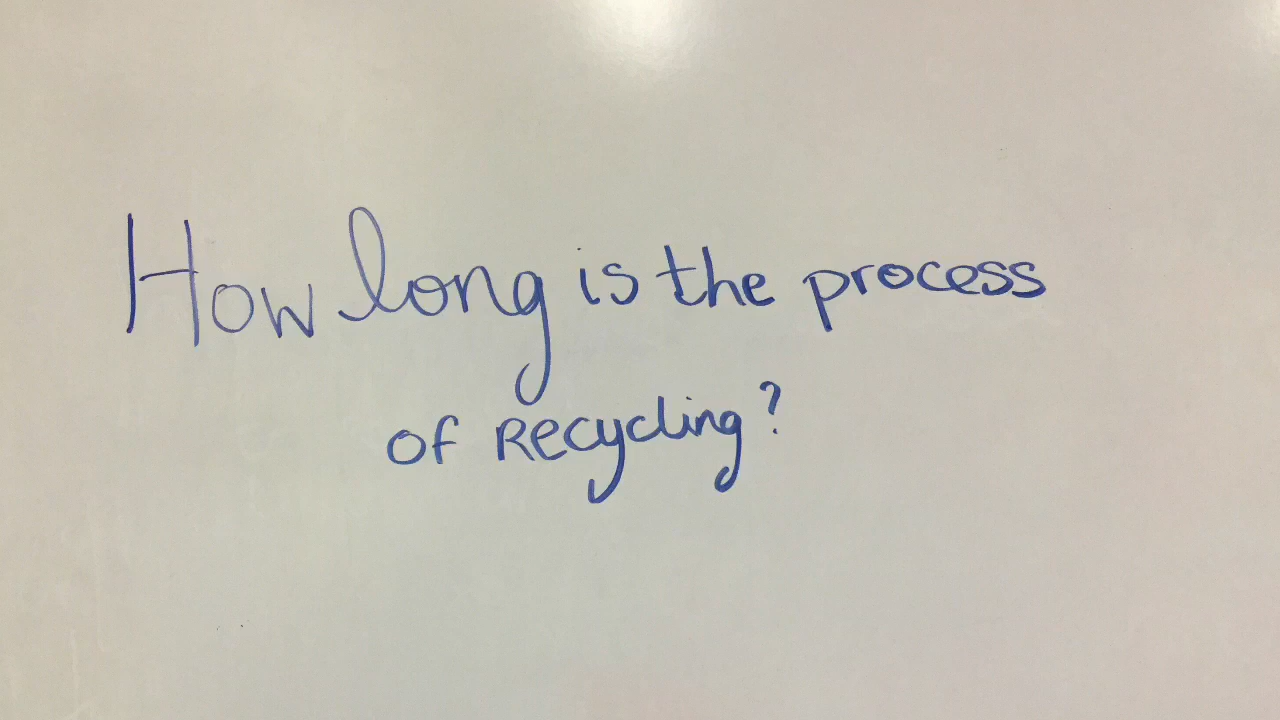 How long is the process
of Recycling?